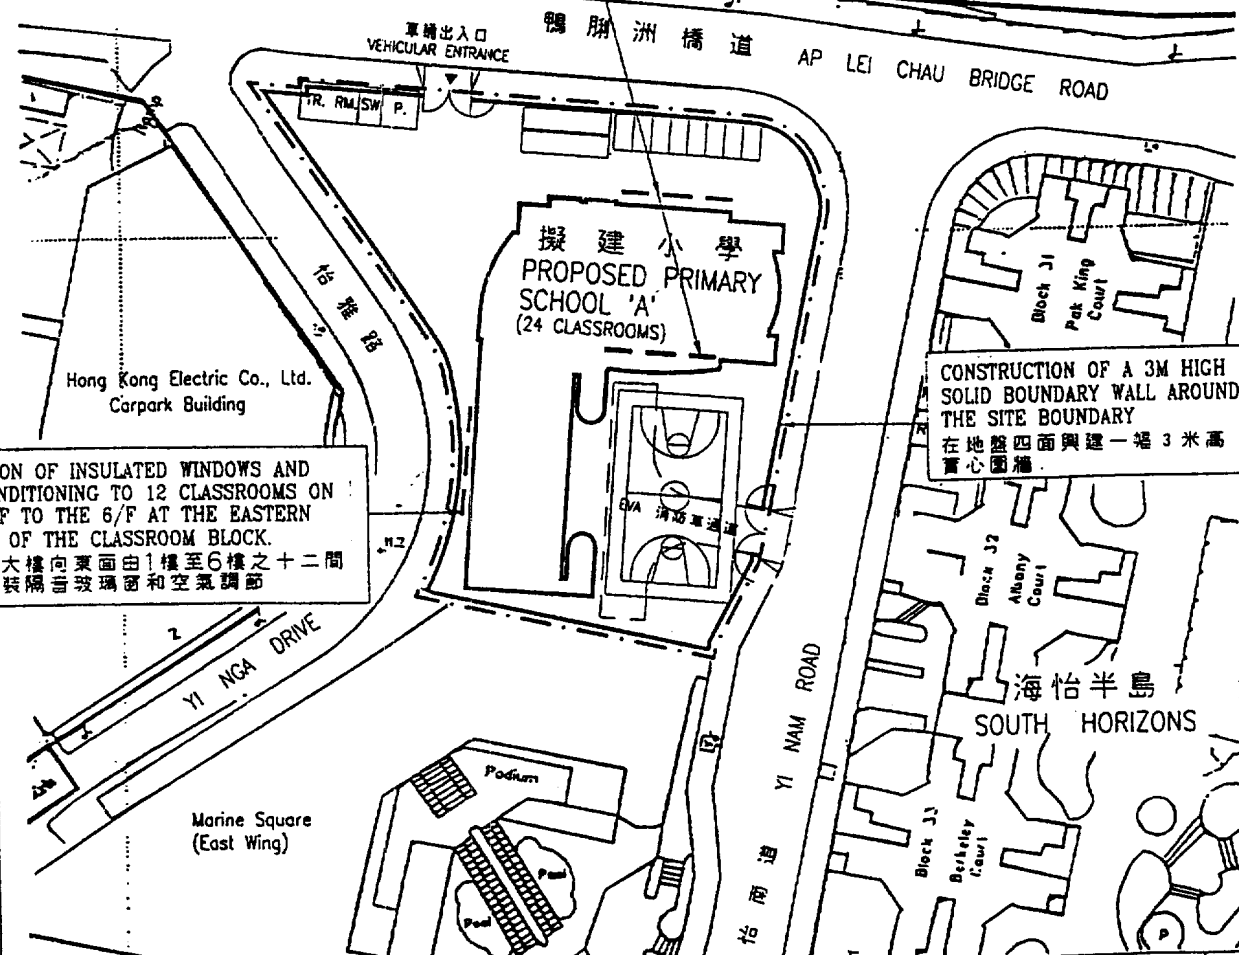 車輛出入口
VEHICULAR ENTRANCE
鴨脷洲橋道 AP LEI CHAU BRIDGE ROAD
TR. RM. SW P.
擬建小學
PROPOSED PRIMARY
SCHOOL 'A'
(24 CLASSROOMS)
Block 31
Pak King
Court
怡雅路
Hong Kong Electric Co., Ltd.
Carpark Building
CONSTRUCTION OF A 3M HIGH
SOLID BOUNDARY WALL AROUND
THE SITE BOUNDARY
在地盤四面興建一幅3米高
實心圍牆
ON OF INSULATED WINDOWS AND
NDITIONING TO 12 CLASSROOMS ON
F TO THE 6/F AT THE EASTERN
OF THE CLASSROOM BLOCK.
大樓向東面由1樓至6樓之十二間
裝隔音玻璃窗和空氣調節
EVA 消防車通道
Block 32
Albany
Court
YI NGA DRIVE
YI NAM ROAD
怡南道
海怡半島
SOUTH HORIZONS
Podium
Marine Square
(East Wing)
Pool
Pool
Block 33
Berkeley
Court
P